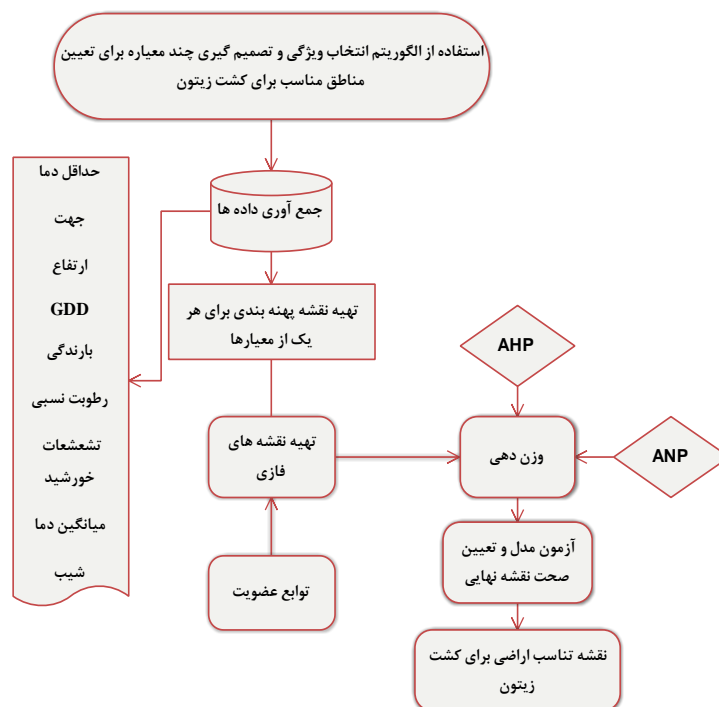 استفاده از الگوریتم انتخاب ویژگی و تصمیم گیری چند معیاره برای تعیین
مناطق مناسب برای کشت زیتون
جمع آوری داده ها
حداقل دما
جهت
ارتفاع
GDD
بارندگی
رطوبت نسبی
تشعشعات
خورشید
میانگین دما
شیب
تهیه نقشه پهنه بندی برای هر
یک از معیارها
تهیه نقشه های
فازی
توابع عضویت
AHP
وزن دهی
ANP
آزمون مدل و تعیین
صحت نقشه نهایی
نقشه تناسب اراضی برای کشت
زیتون